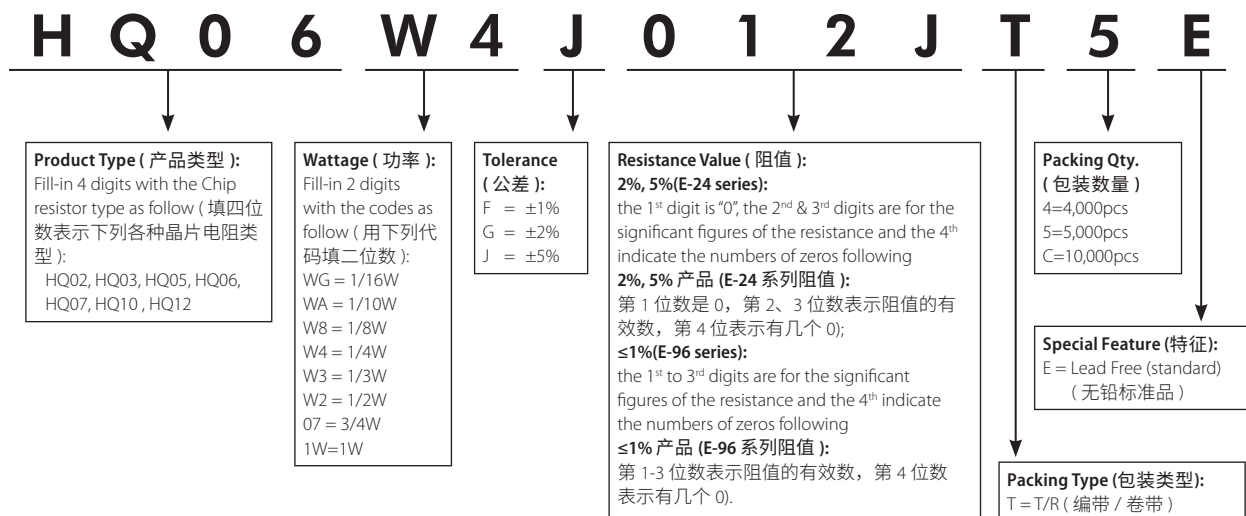 HQ06W4J012JT5E
Product Type ( 产品类型 ):
Fill-in 4 digits with the Chip
resistor type as follow ( 填四位
数表示下列各种晶片电阻类
型 ):
HQ02, HQ03, HQ05, HQ06,
HQ07, HQ10 , HQ12
Wattage ( 功率 ):
Fill-in 2 digits
with the codes as
follow ( 用下列代
码填二位数 ):
WG = 1/16W
WA = 1/10W
W8 = 1/8W
W4 = 1/4W
W3 = 1/3W
W2 = 1/2W
07 = 3/4W
1W=1W
Tolerance
( 公差 ):
F = ±1%
G = ±2%
J = ±5%
Resistance Value ( 阻值 ):
2%, 5%(E-24 series):
the 1st digit is “0”, the 2nd & 3rd digits are for the
significant figures of the resistance and the 4th
indicate the numbers of zeros following
2%, 5% 产品 (E-24 系列阻值 ):
第 1 位数是 0，第 2、3 位数表示阻值的有
效数，第 4 位表示有几个 0);
≤1%(E-96 series):
the 1st to 3rd digits are for the significant
figures of the resistance and the 4th indicate
the numbers of zeros following
≤1% 产品 (E-96 系列阻值 ):
第 1-3 位数表示阻值的有效数，第 4 位数
表示有几个 0).
Packing Qty.
( 包装数量 )
4=4,000pcs
5=5,000pcs
C=10,000pcs
Special Feature (特征):
E = Lead Free (standard)
( 无铅标准品 )
Packing Type (包装类型):
T = T/R ( 编带 / 卷带 )